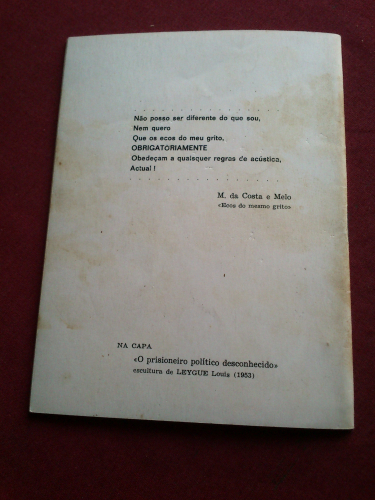 . . . . . . . . . . . . . . . . . .
Não posso ser diferente do que sou,
Nem quero
Que os ecos do meu grito,
OBRIGATORIAMENTE
Obedeçam a quaisquer regras de acústica,
Actual !
. . . . . . . . . . . . . . . . . .
M. da Costa e Melo
«Ecos do mesmo grito»
NA CAPA
«O prisioneiro político desconhecido»
escultura de LEYGUE Louis (1953)